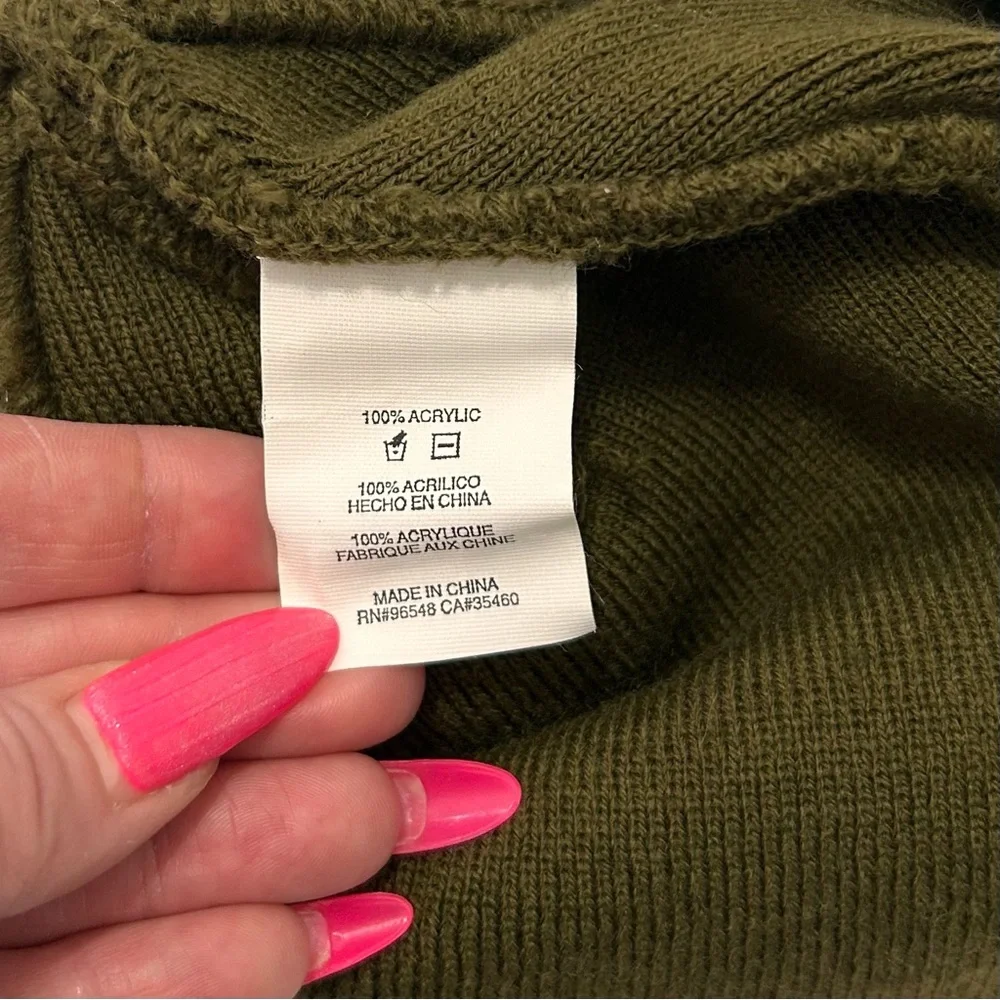 100% ACRYLIC
100% ACRILICO
HECHO EN CHINA
100% ACRYLIQUE
FABRIQUE AUX CHINE
MADE IN CHINA
RN#96548 CA#35460